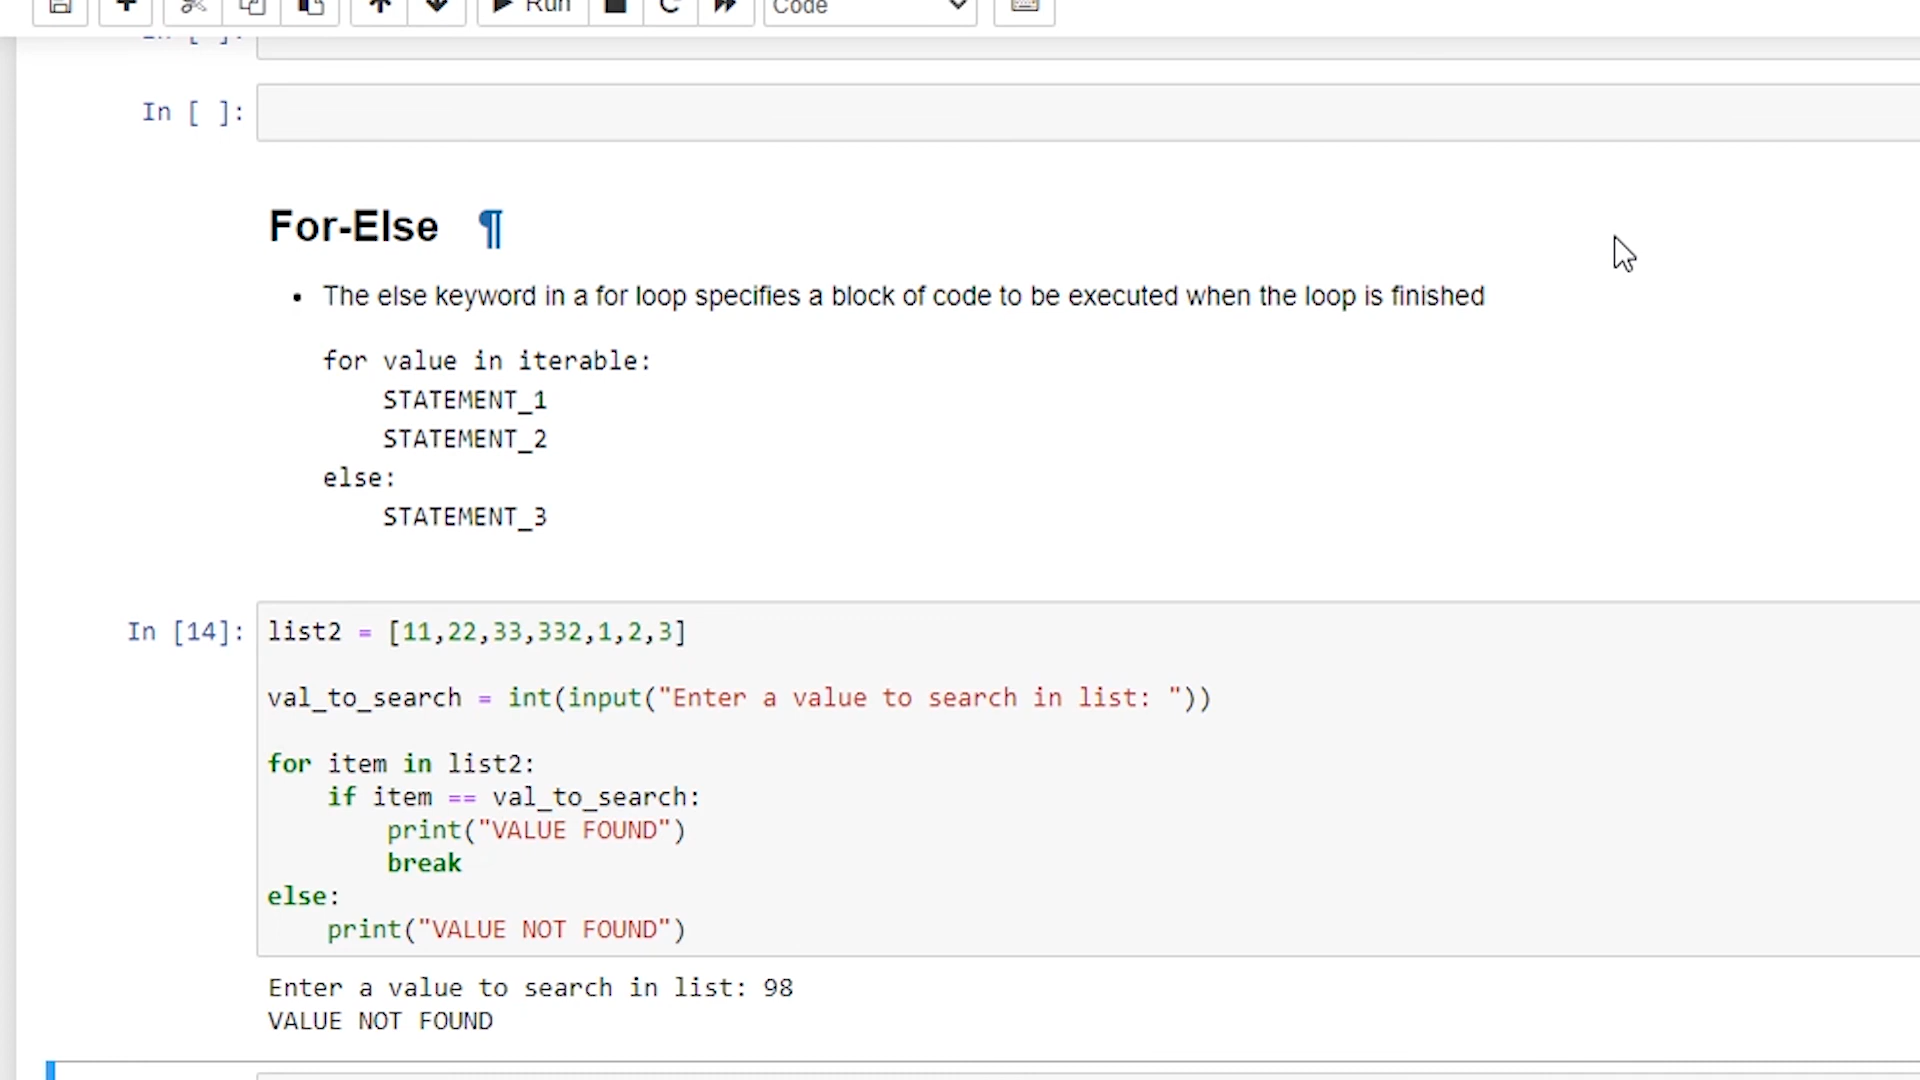 Run
Code
In [ ]:
In [ ]:
For-Else ¶
• The else keyword in a for loop specifies a block of code to be executed when the loop is finished
for value in iterable:
    STATEMENT_1
    STATEMENT_2
else:
    STATEMENT_3
In [14]: list2 = [11,22,33,332,1,2,3]
val_to_search = int(input("Enter a value to search in list: "))
for item in list2:
    if item == val_to_search:
        print("VALUE FOUND")
        break
else:
    print("VALUE NOT FOUND")
Enter a value to search in list: 98
VALUE NOT FOUND